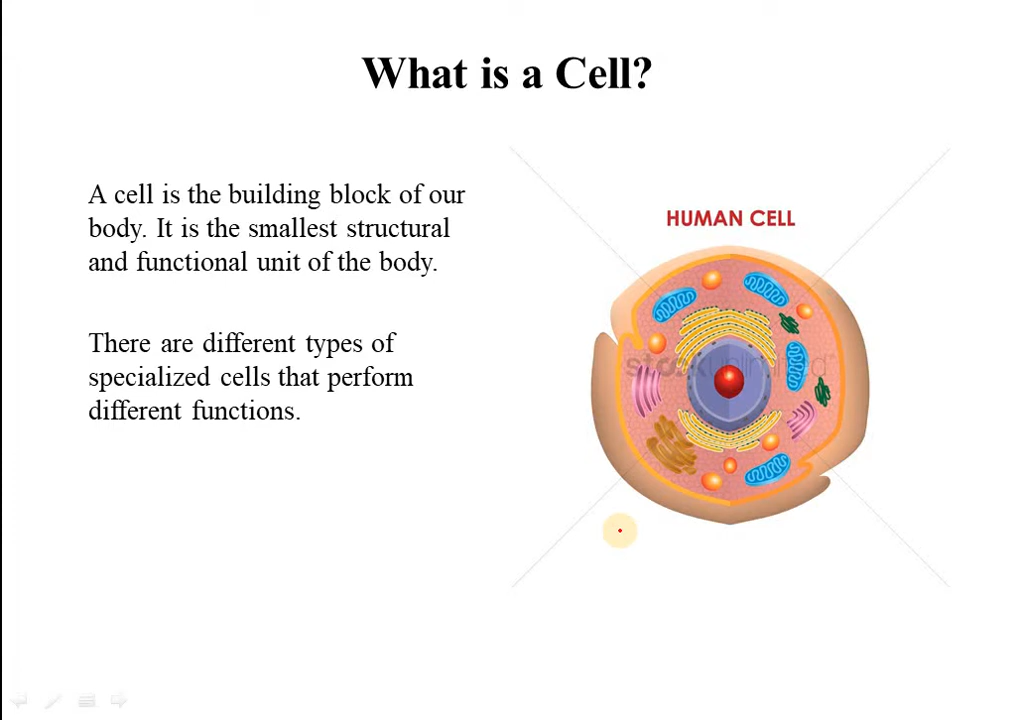 What is a Cell?
A cell is the building block of our
body. It is the smallest structural
and functional unit of the body.
There are different types of
specialized cells that perform
different functions.
HUMAN CELL
stockunlimited